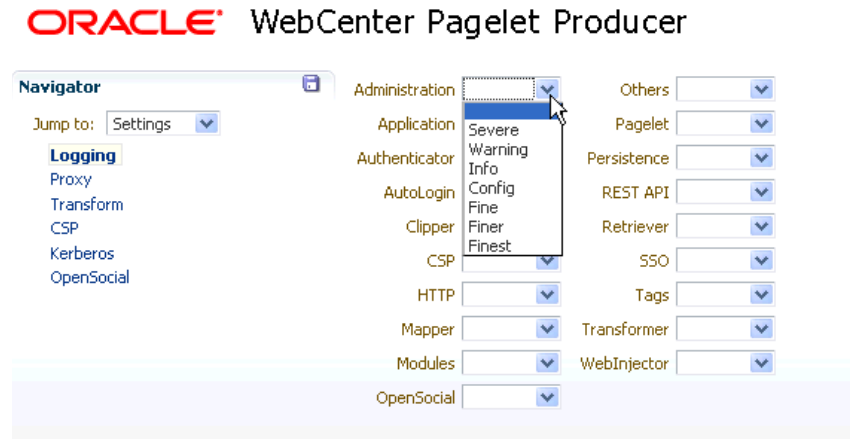 ORACLE® WebCenter Pagelet Producer
Navigator
Jump to: Settings
Logging
Proxy
Transform
CSP
Kerberos
OpenSocial
Administration
Severe
Warning
Info
Config
Fine
Finer
Finest
Application
Authenticator
AutoLogin
Clipper
CSP
HTTP
Mapper
Modules
OpenSocial
Others
Pagelet
Persistence
REST API
Retriever
SSO
Tags
Transformer
WebInjector